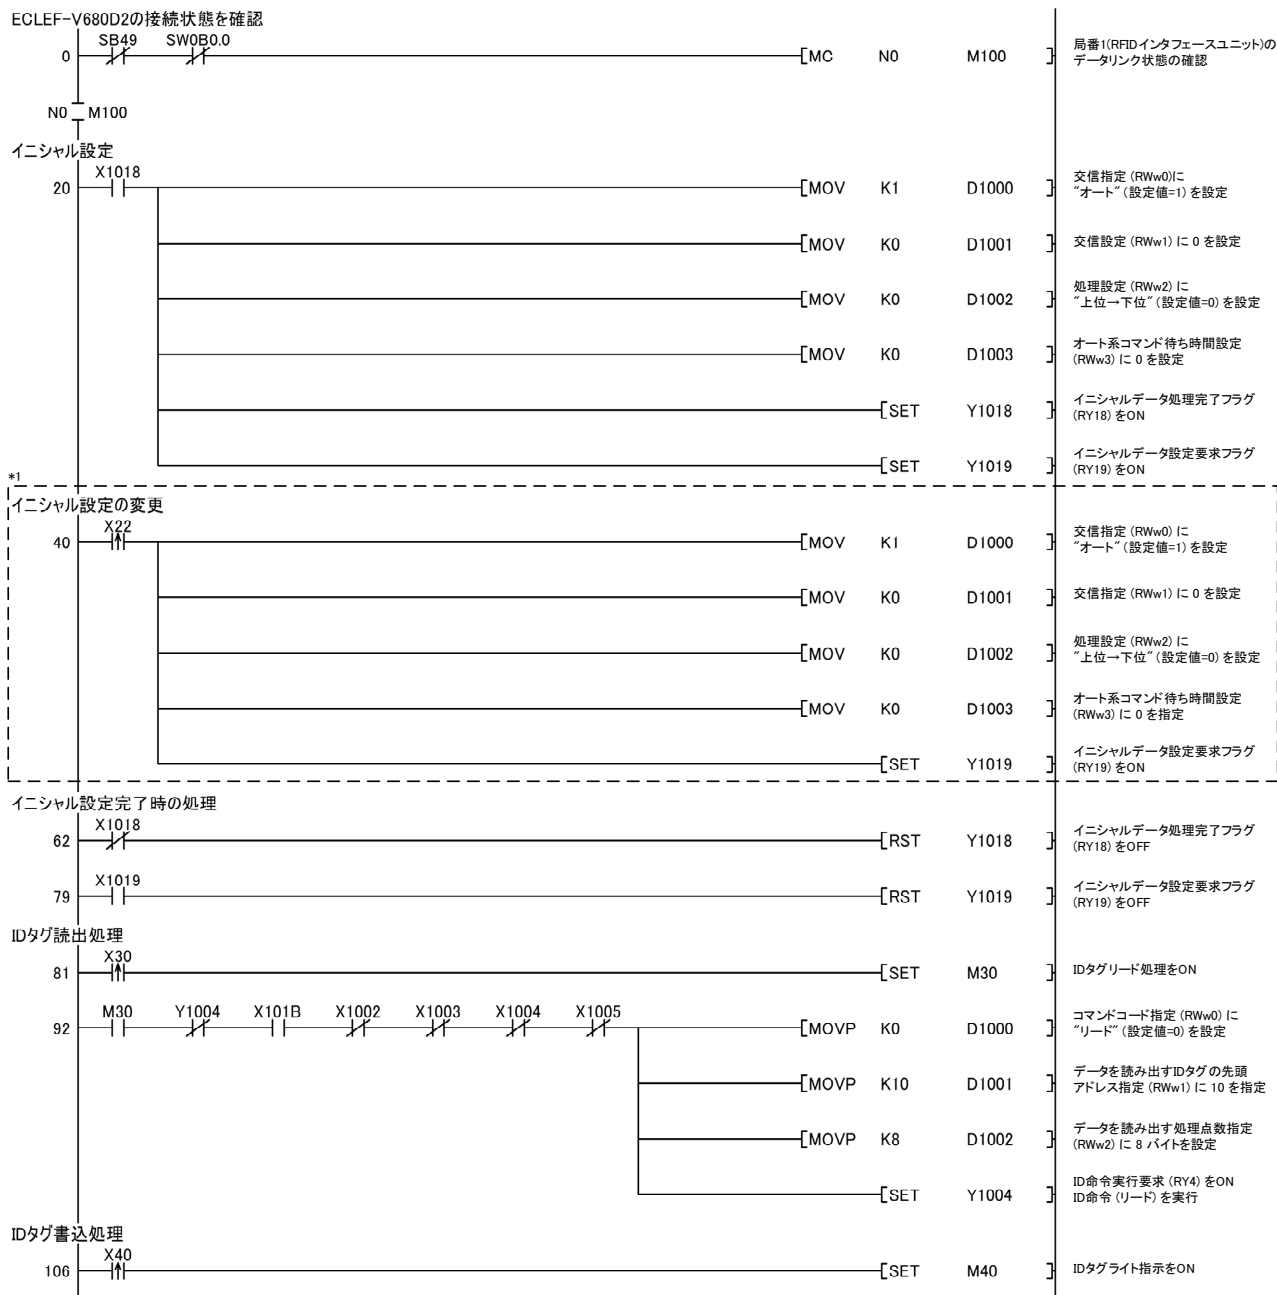 ECLEF-V680D2の接続状態を確認
SB49 SW0B0.0
0 [MC N0 M100 ] 局番1(RFIDインタフェースユニット)の
データリンク状態の確認
N0 M100
イニシャル設定
X1018
20 [MOV K1 D1000 ] 交信指定 (RWw0)に
"オート" (設定値=1) を設定
[MOV K0 D1001 ] 交信設定 (RWw1) に 0 を設定
[MOV K0 D1002 ] 処理設定 (RWw2) に
"上位→下位" (設定値=0) を設定
[MOV K0 D1003 ] オート系コマンド待ち時間設定
(RWw3) に 0 を設定
[SET Y1018 ] イニシャルデータ処理完了フラグ
(RY18) をON
[SET Y1019 ] イニシャルデータ設定要求フラグ
(RY19) をON
*1
イニシャル設定の変更
X22
40 [MOV K1 D1000 ] 交信指定 (RWw0) に
"オート" (設定値=1) を設定
[MOV K0 D1001 ] 交信指定 (RWw1) に 0 を設定
[MOV K0 D1002 ] 処理設定 (RWw2) に
"上位→下位" (設定値=0) を設定
[MOV K0 D1003 ] オート系コマンド待ち時間設定
(RWw3) に 0 を指定
[SET Y1019 ] イニシャルデータ設定要求フラグ
(RY19) をON
イニシャル設定完了時の処理
X1018
62 [RST Y1018 ] イニシャルデータ処理完了フラグ
(RY18) をOFF
X1019
79 [RST Y1019 ] イニシャルデータ設定要求フラグ
(RY19) をOFF
IDタグ読出処理
X30
81 [SET M30 ] IDタグリード処理をON
M30 Y1004 X101B X1002 X1003 X1004 X1005
92 [MOVP K0 D1000 ] コマンドコード指定 (RWw0) に
"リード" (設定値=0) を設定
[MOVP K10 D1001 ] データを読み出すIDタグの先頭
アドレス指定 (RWw1) に 10 を指定
[MOVP K8 D1002 ] データを読み出す処理点数指定
(RWw2) に 8 バイトを設定
[SET Y1004 ] ID命令実行要求 (RY4) をON
ID命令 (リード) を実行
IDタグ書込処理
X40
106 [SET M40 ] IDタグライト指示をON